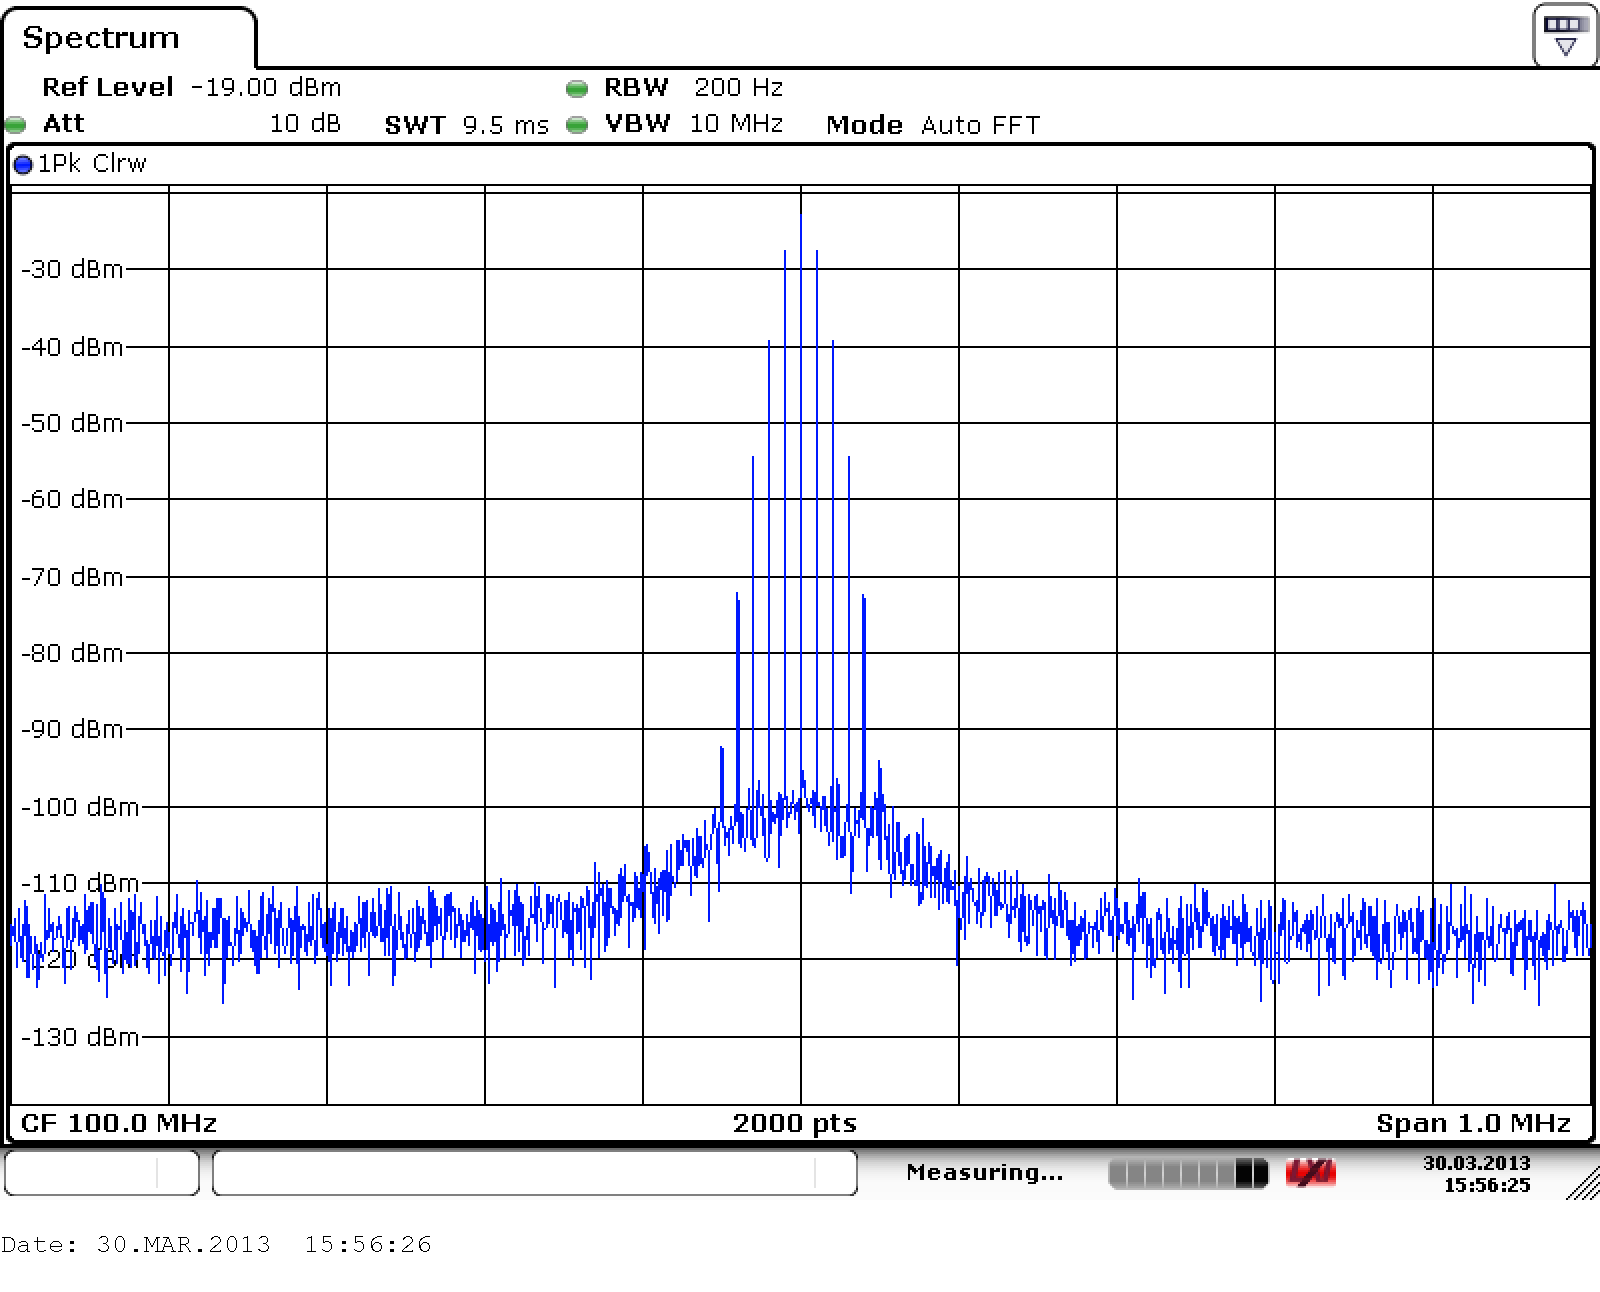 Spectrum
Ref Level -19.00 dBm RBW 200 Hz
Att 10 dB SWT 9.5 ms VBW 10 MHz Mode Auto FFT
1Pk Clrw
-30 dBm
-40 dBm
-50 dBm
-60 dBm
-70 dBm
-80 dBm
-90 dBm
-100 dBm
-110 dBm
-120 dBm
-130 dBm
CF 100.0 MHz 2000 pts Span 1.0 MHz
Measuring... LXI 30.03.2013
15:56:25
Date: 30.MAR.2013 15:56:26